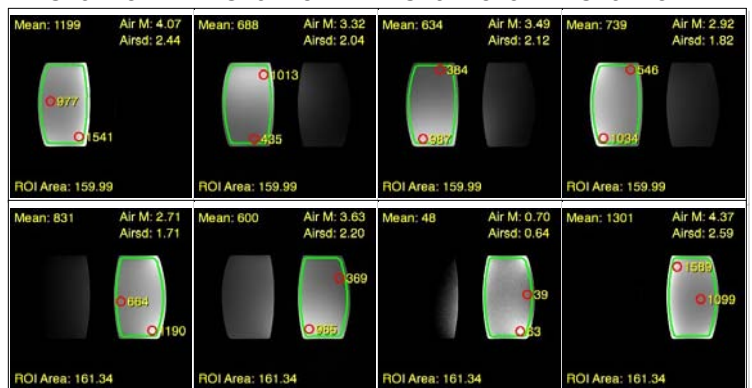 Mean: 1199 Air M: 4.07
Airsd: 2.44
977
1541
ROI Area: 159.99
Mean: 688 Air M: 3.32
Airsd: 2.04
1013
435
ROI Area: 159.99
Mean: 634 Air M: 3.49
Airsd: 2.12
384
987
ROI Area: 159.99
Mean: 739 Air M: 2.92
Airsd: 1.82
546
1034
ROI Area: 159.99
Mean: 831 Air M: 2.71
Airsd: 1.71
664
1190
ROI Area: 161.34
Mean: 600 Air M: 3.63
Airsd: 2.20
369
965
ROI Area: 161.34
Mean: 48 Air M: 0.70
Airsd: 0.64
39
63
ROI Area: 161.34
Mean: 1301 Air M: 4.37
Airsd: 2.59
1589
1099
ROI Area: 161.34